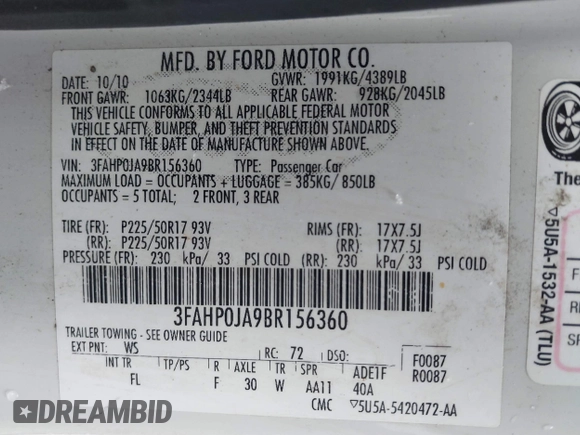 MFD. BY FORD MOTOR CO.
DATE: 10/10 GVWR: 1991KG/4389LB
FRONT GAWR: 1063KG/2344LB REAR GAWR: 928KG/2045LB
THIS VEHICLE CONFORMS TO ALL APPLICABLE FEDERAL MOTOR
VEHICLE SAFETY, BUMPER, AND THEFT PREVENTION STANDARDS
IN EFFECT ON THE DATE OF MANUFACTURE SHOWN ABOVE.
VIN: 3FAHP0JA9BR156360 TYPE: Passenger Car
MAXIMUM LOAD = OCCUPANTS + LUGGAGE = 385KG/ 850LB
OCCUPANTS = 5 TOTAL; 2 FRONT, 3 REAR
TIRE (FR): P225/50R17 93V RIMS (FR): 17X7.5J
(RR): P225/50R17 93V (RR): 17X7.5J
PRESSURE (FR): 230 kPa/ 33 PSI COLD (RR) 230 kPa/ 33 PSI COLD
3FAHP0JA9BR156360
TRAILER TOWING - SEE OWNER GUIDE
EXT PNT: WS RC: 72 DSO: F0087
INT TR TP/PS R AXLE TR SPR ADE1F R0087
FL F 30 W AA11 40A
CMC ▽5U5A-5420472-AA
The
▽5U5A-1532-AA (TLU)
F
RE
SP
DREAMBID